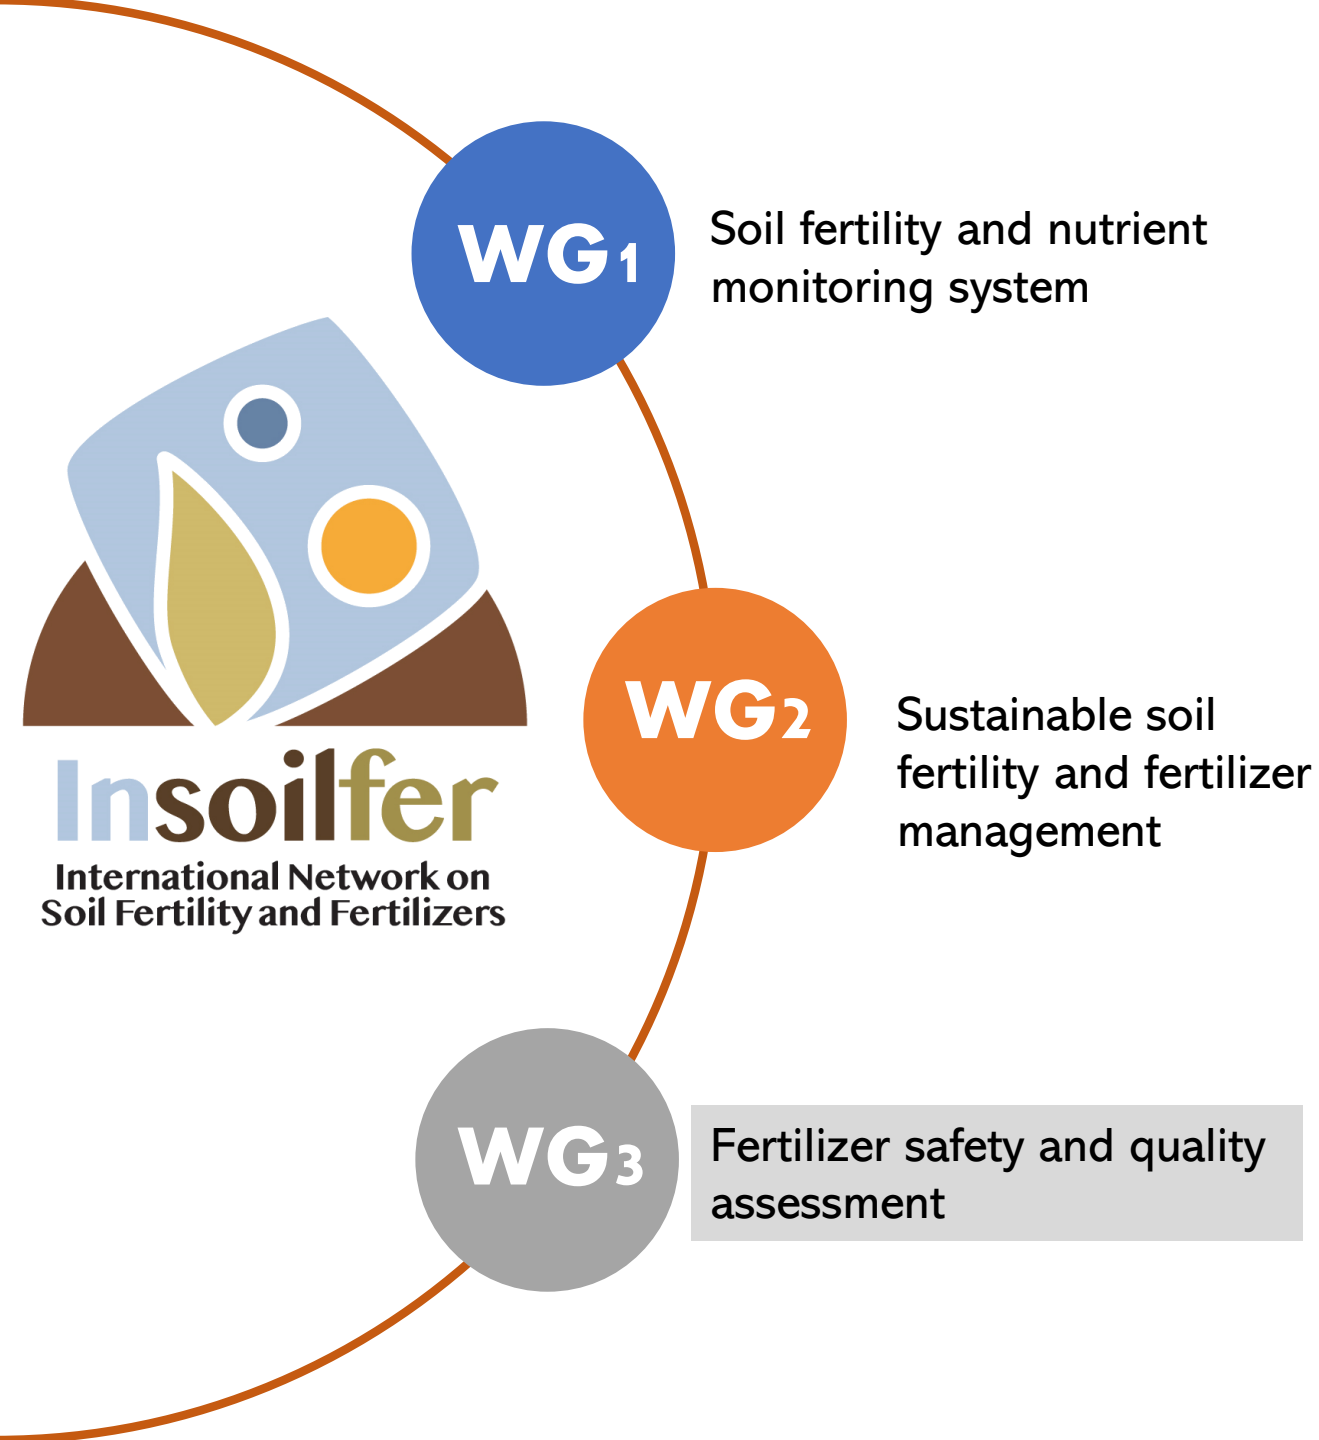 WG1
Soil fertility and nutrient
monitoring system
Insoilfer
International Network on
Soil Fertility and Fertilizers
WG2
Sustainable soil
fertility and fertilizer
management
WG3
Fertilizer safety and quality
assessment